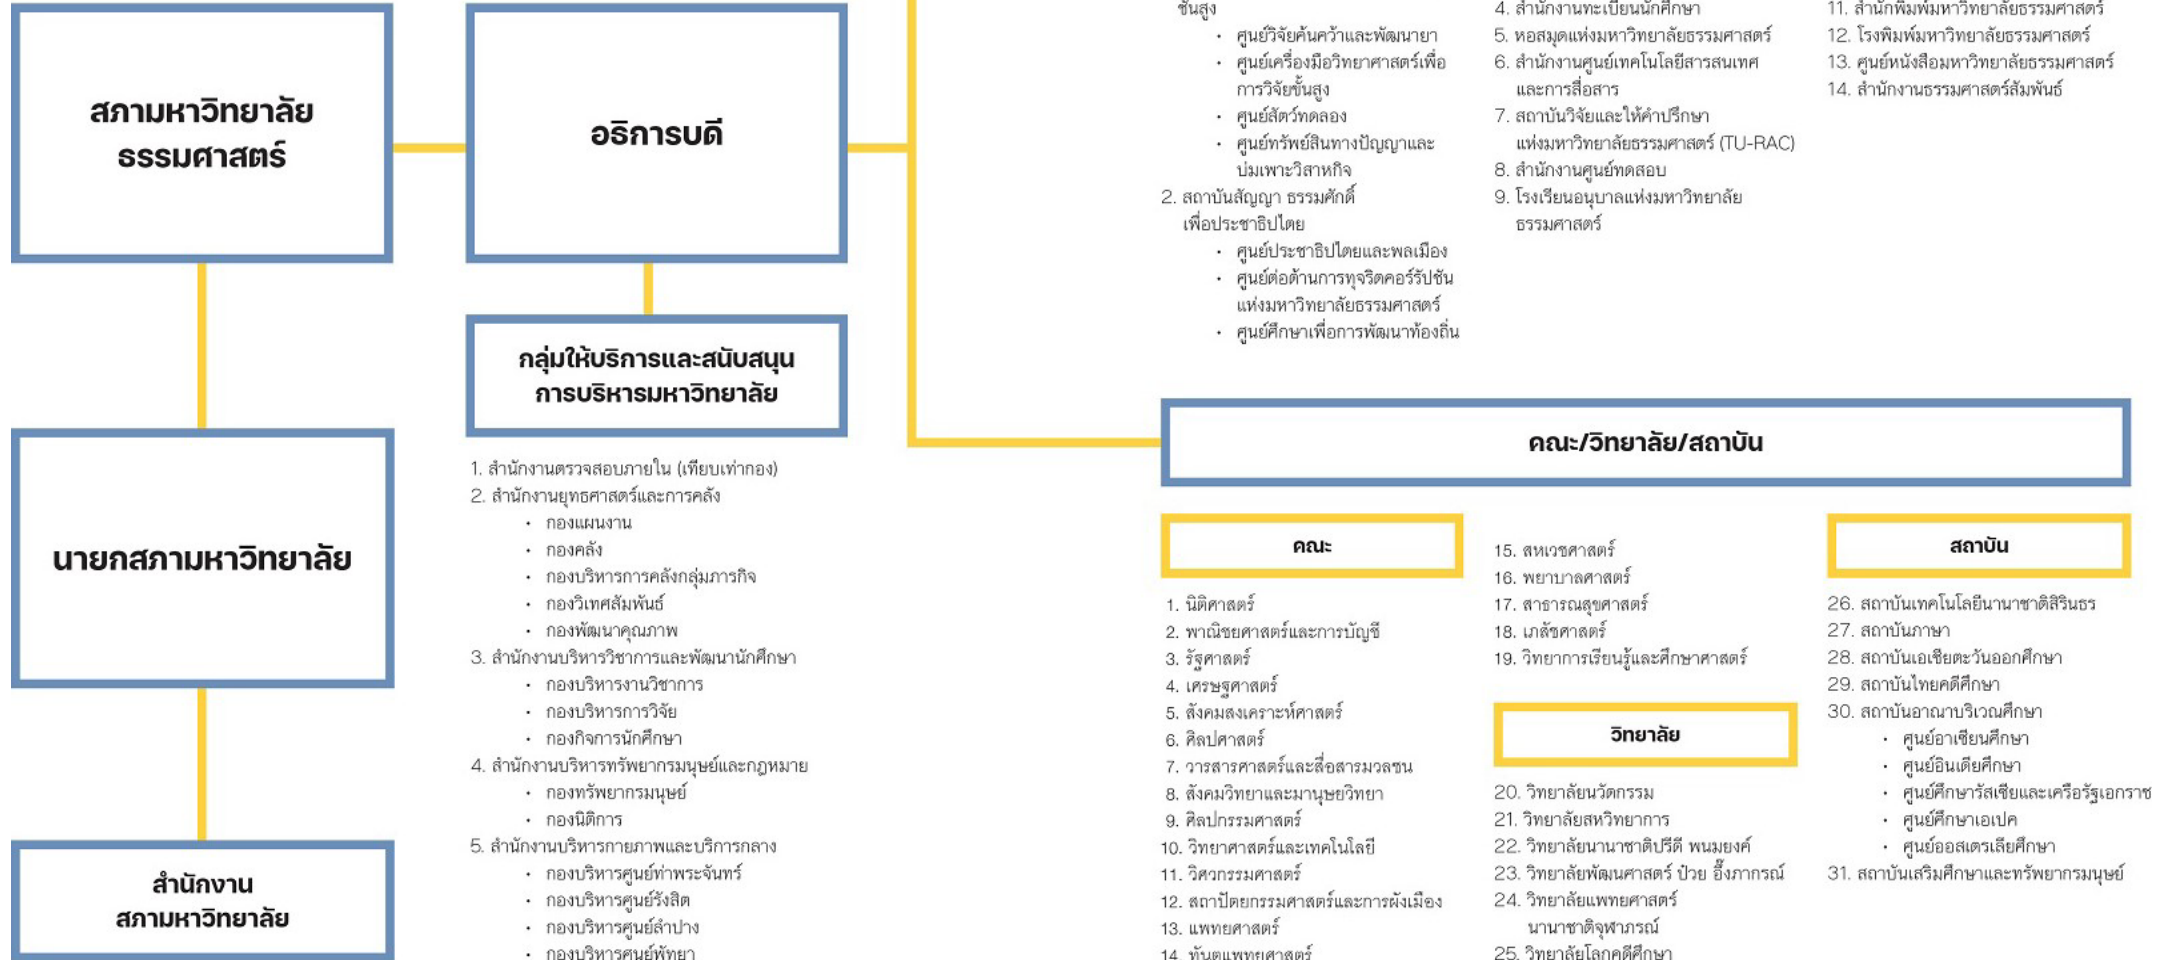 สภามหาวิทยาลัย
ธรรมศาสตร์
อธิการบดี
นายกสภามหาวิทยาลัย
สำนักงาน
สภามหาวิทยาลัย
กลุ่มให้บริการและสนับสนุน
การบริหารมหาวิทยาลัย
1. สำนักงานตรวจสอบภายใน (เทียบเท่ากอง)
2. สำนักงานยุทธศาสตร์และการคลัง
• กองแผนงาน
• กองคลัง
• กองบริหารการคลังกลุ่มภารกิจ
• กองวิเทศสัมพันธ์
• กองพัฒนาคุณภาพ
3. สำนักงานบริหารวิชาการและพัฒนานักศึกษา
• กองบริหารงานวิชาการ
• กองบริหารการวิจัย
• กองกิจการนักศึกษา
4. สำนักงานบริหารทรัพยากรมนุษย์และกฎหมาย
• กองทรัพยากรมนุษย์
• กองนิติการ
5. สำนักงานบริหารกายภาพและบริการกลาง
• กองบริหารศูนย์ท่าพระจันทร์
• กองบริหารศูนย์รังสิต
• กองบริหารศูนย์ลำปาง
• กองบริหารศูนย์พัทยา
ชั้นสูง
• ศูนย์วิจัยค้นคว้าและพัฒนายา
• ศูนย์เครื่องมือวิทยาศาสตร์เพื่อ
การวิจัยขั้นสูง
• ศูนย์สัตว์ทดลอง
• ศูนย์ทรัพย์สินทางปัญญาและ
บ่มเพาะวิสาหกิจ
2. สถาบันสัญญา ธรรมศักดิ์
เพื่อประชาธิปไตย
• ศูนย์ประชาธิปไตยและพลเมือง
• ศูนย์ต่อต้านการทุจริตคอร์รัปชัน
แห่งมหาวิทยาลัยธรรมศาสตร์
• ศูนย์ศึกษาเพื่อการพัฒนาท้องถิ่น
4. สำนักงานทะเบียนนักศึกษา
5. หอสมุดแห่งมหาวิทยาลัยธรรมศาสตร์
6. สำนักงานศูนย์เทคโนโลยีสารสนเทศ
และการสื่อสาร
7. สถาบันวิจัยและให้คำปรึกษา
แห่งมหาวิทยาลัยธรรมศาสตร์ (TU-RAC)
8. สำนักงานศูนย์ทดสอบ
9. โรงเรียนอนุบาลแห่งมหาวิทยาลัย
ธรรมศาสตร์
11. สำนักพิมพ์มหาวิทยาลัยธรรมศาสตร์
12. โรงพิมพ์มหาวิทยาลัยธรรมศาสตร์
13. ศูนย์หนังสือมหาวิทยาลัยธรรมศาสตร์
14. สำนักงานธรรมศาสตร์สัมพันธ์
คณะ/วิทยาลัย/สถาบัน
คณะ
1. นิติศาสตร์
2. พาณิชยศาสตร์และการบัญชี
3. รัฐศาสตร์
4. เศรษฐศาสตร์
5. สังคมสงเคราะห์ศาสตร์
6. ศิลปศาสตร์
7. วารสารศาสตร์และสื่อสารมวลชน
8. สังคมวิทยาและมานุษยวิทยา
9. ศิลปกรรมศาสตร์
10. วิทยาศาสตร์และเทคโนโลยี
11. วิศวกรรมศาสตร์
12. สถาปัตยกรรมศาสตร์และการผังเมือง
13. แพทยศาสตร์
14. ทันตแพทยศาสตร์
15. สหเวชศาสตร์
16. พยาบาลศาสตร์
17. สาธารณสุขศาสตร์
18. เภสัชศาสตร์
19. วิทยาการเรียนรู้และศึกษาศาสตร์
วิทยาลัย
20. วิทยาลัยนวัตกรรม
21. วิทยาลัยสหวิทยาการ
22. วิทยาลัยนานาชาติปรีดี พนมยงค์
23. วิทยาลัยพัฒนศาสตร์ ป๋วย อึ๊งภากรณ์
24. วิทยาลัยแพทยศาสตร์
นานาชาติจุฬาภรณ์
25. วิทยาลัยโลกคดีศึกษา
สถาบัน
26. สถาบันเทคโนโลยีนานาชาติสิรินธร
27. สถาบันภาษา
28. สถาบันเอเชียตะวันออกศึกษา
29. สถาบันไทยคดีศึกษา
30. สถาบันอาณาบริเวณศึกษา
• ศูนย์อาเซียนศึกษา
• ศูนย์อินเดียศึกษา
• ศูนย์ศึกษารัสเซียและเครือรัฐเอกราช
• ศูนย์ศึกษาเอเปค
• ศูนย์ออสเตรเลียศึกษา
31. สถาบันเสริมศึกษาและทรัพยากรมนุษย์